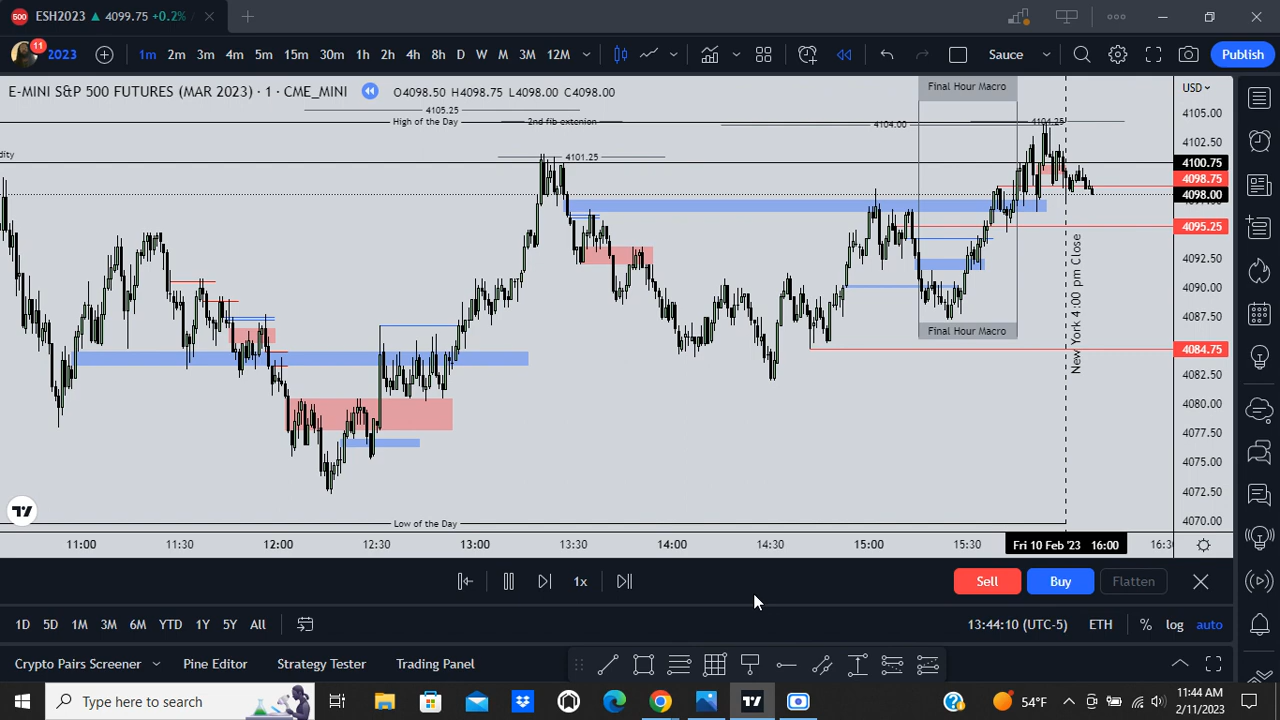 500 ESH2023 ▲ 4099.75 +0.2%
11 2023 1m 2m 3m 4m 5m 15m 30m 1h 2h 4h 8h D W M 3M 12M Sauce Publish
E-MINI S&P 500 FUTURES (MAR 2023) · 1 · CME_MINI O4098.50 H4098.75 L4098.00 C4098.00
Final Hour Macro
USD
4105.25
4105.00
High of the Day
2nd fib extenion
4104.00
4104.25
4102.50
dity
4101.25
4100.75
4098.75
4098.00
4095.25
4092.50
4090.00
4087.50
New York 4:00 pm Close
Final Hour Macro
4084.75
4082.50
4080.00
4077.50
4075.00
4072.50
Low of the Day
4070.00
11:00 11:30 12:00 12:30 13:00 13:30 14:00 14:30 15:00 15:30 Fri 10 Feb '23 16:00 16:30
1x Sell Buy Flatten
1D 5D 1M 3M 6M YTD 1Y 5Y All 13:44:10 (UTC-5) ETH % log auto
Crypto Pairs Screener Pine Editor Strategy Tester Trading Panel
Type here to search 54°F 11:44 AM
2/11/2023